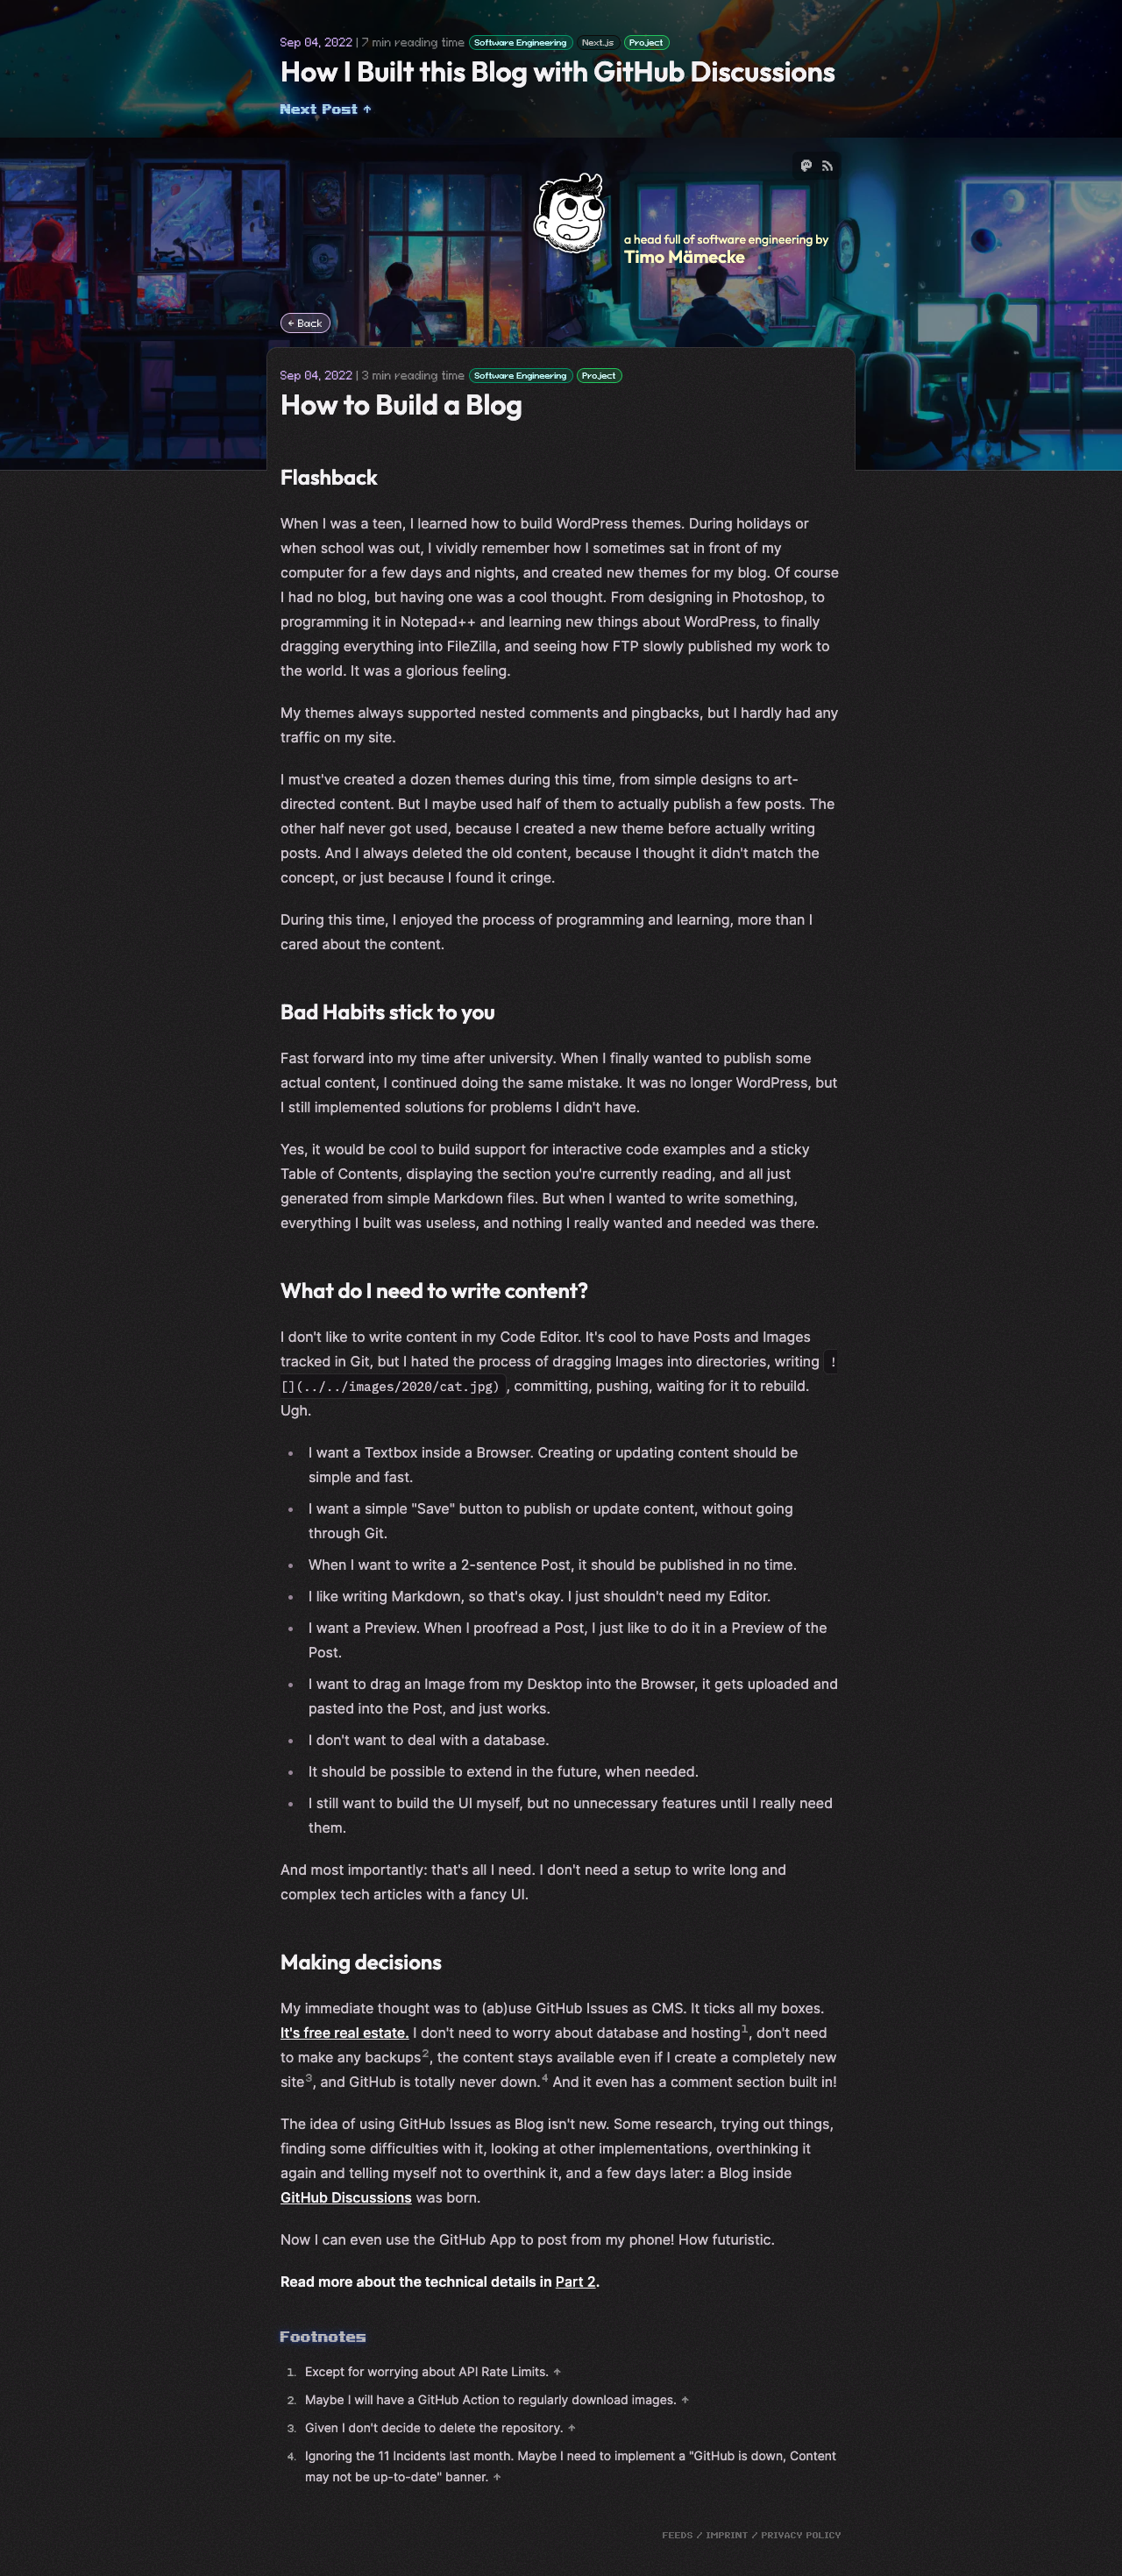 Sep 04, 2022 | 7 min reading time Software Engineering Next.js Project
How I Built this Blog with GitHub Discussions
Next Post ↑
a head full of software engineering by
Timo Mämecke
← Back
Sep 04, 2022 | 3 min reading time Software Engineering Project
How to Build a Blog
Flashback
When I was a teen, I learned how to build WordPress themes. During holidays or
when school was out, I vividly remember how I sometimes sat in front of my
computer for a few days and nights, and created new themes for my blog. Of course
I had no blog, but having one was a cool thought. From designing in Photoshop, to
programming it in Notepad++ and learning new things about WordPress, to finally
dragging everything into FileZilla, and seeing how FTP slowly published my work to
the world. It was a glorious feeling.
My themes always supported nested comments and pingbacks, but I hardly had any
traffic on my site.
I must've created a dozen themes during this time, from simple designs to art-
directed content. But I maybe used half of them to actually publish a few posts. The
other half never got used, because I created a new theme before actually writing
posts. And I always deleted the old content, because I thought it didn't match the
concept, or just because I found it cringe.
During this time, I enjoyed the process of programming and learning, more than I
cared about the content.
Bad Habits stick to you
Fast forward into my time after university. When I finally wanted to publish some
actual content, I continued doing the same mistake. It was no longer WordPress, but
I still implemented solutions for problems I didn't have.
Yes, it would be cool to build support for interactive code examples and a sticky
Table of Contents, displaying the section you're currently reading, and all just
generated from simple Markdown files. But when I wanted to write something,
everything I built was useless, and nothing I really wanted and needed was there.
What do I need to write content?
I don't like to write content in my Code Editor. It's cool to have Posts and Images
tracked in Git, but I hated the process of dragging Images into directories, writing !
[](../../images/2020/cat.jpg) , committing, pushing, waiting for it to rebuild.
Ugh.
• I want a Textbox inside a Browser. Creating or updating content should be
simple and fast.
• I want a simple "Save" button to publish or update content, without going
through Git.
• When I want to write a 2-sentence Post, it should be published in no time.
• I like writing Markdown, so that's okay. I just shouldn't need my Editor.
• I want a Preview. When I proofread a Post, I just like to do it in a Preview of the
Post.
• I want to drag an Image from my Desktop into the Browser, it gets uploaded and
pasted into the Post, and just works.
• I don't want to deal with a database.
• It should be possible to extend in the future, when needed.
• I still want to build the UI myself, but no unnecessary features until I really need
them.
And most importantly: that's all I need. I don't need a setup to write long and
complex tech articles with a fancy UI.
Making decisions
My immediate thought was to (ab)use GitHub Issues as CMS. It ticks all my boxes.
It's free real estate. I don't need to worry about database and hosting1, don't need
to make any backups2, the content stays available even if I create a completely new
site3, and GitHub is totally never down.4 And it even has a comment section built in!
The idea of using GitHub Issues as Blog isn't new. Some research, trying out things,
finding some difficulties with it, looking at other implementations, overthinking it
again and telling myself not to overthink it, and a few days later: a Blog inside
GitHub Discussions was born.
Now I can even use the GitHub App to post from my phone! How futuristic.
Read more about the technical details in Part 2.
Footnotes
1. Except for worrying about API Rate Limits. ↑
2. Maybe I will have a GitHub Action to regularly download images. ↑
3. Given I don't decide to delete the repository. ↑
4. Ignoring the 11 Incidents last month. Maybe I need to implement a "GitHub is down, Content
may not be up-to-date" banner. ↑
FEEDS / IMPRINT / PRIVACY POLICY